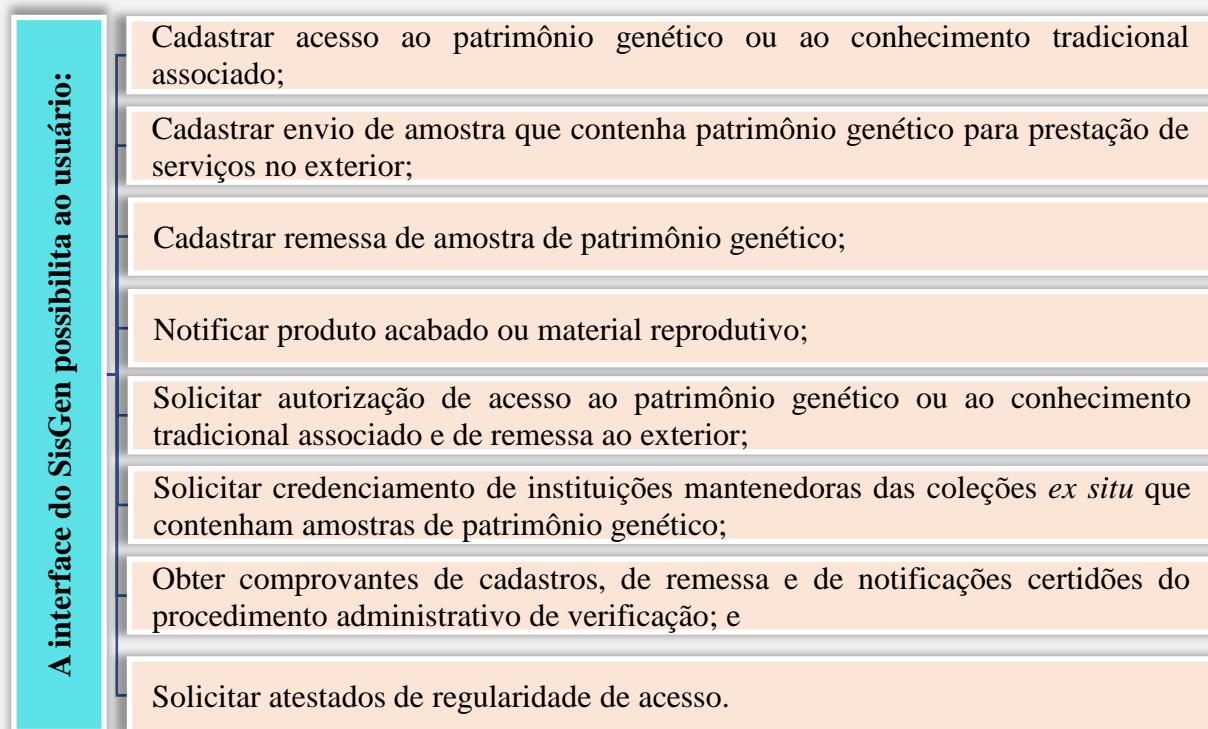 A interface do SisGen possibilita ao usuário:
Cadastrar acesso ao patrimônio genético ou ao conhecimento tradicional
associado;
Cadastrar envio de amostra que contenha patrimônio genético para prestação de
serviços no exterior;
Cadastrar remessa de amostra de patrimônio genético;
Notificar produto acabado ou material reprodutivo;
Solicitar autorização de acesso ao patrimônio genético ou ao conhecimento
tradicional associado e de remessa ao exterior;
Solicitar credenciamento de instituições mantenedoras das coleções ex situ que
contenham amostras de patrimônio genético;
Obter comprovantes de cadastros, de remessa e de notificações certidões do
procedimento administrativo de verificação; e
Solicitar atestados de regularidade de acesso.